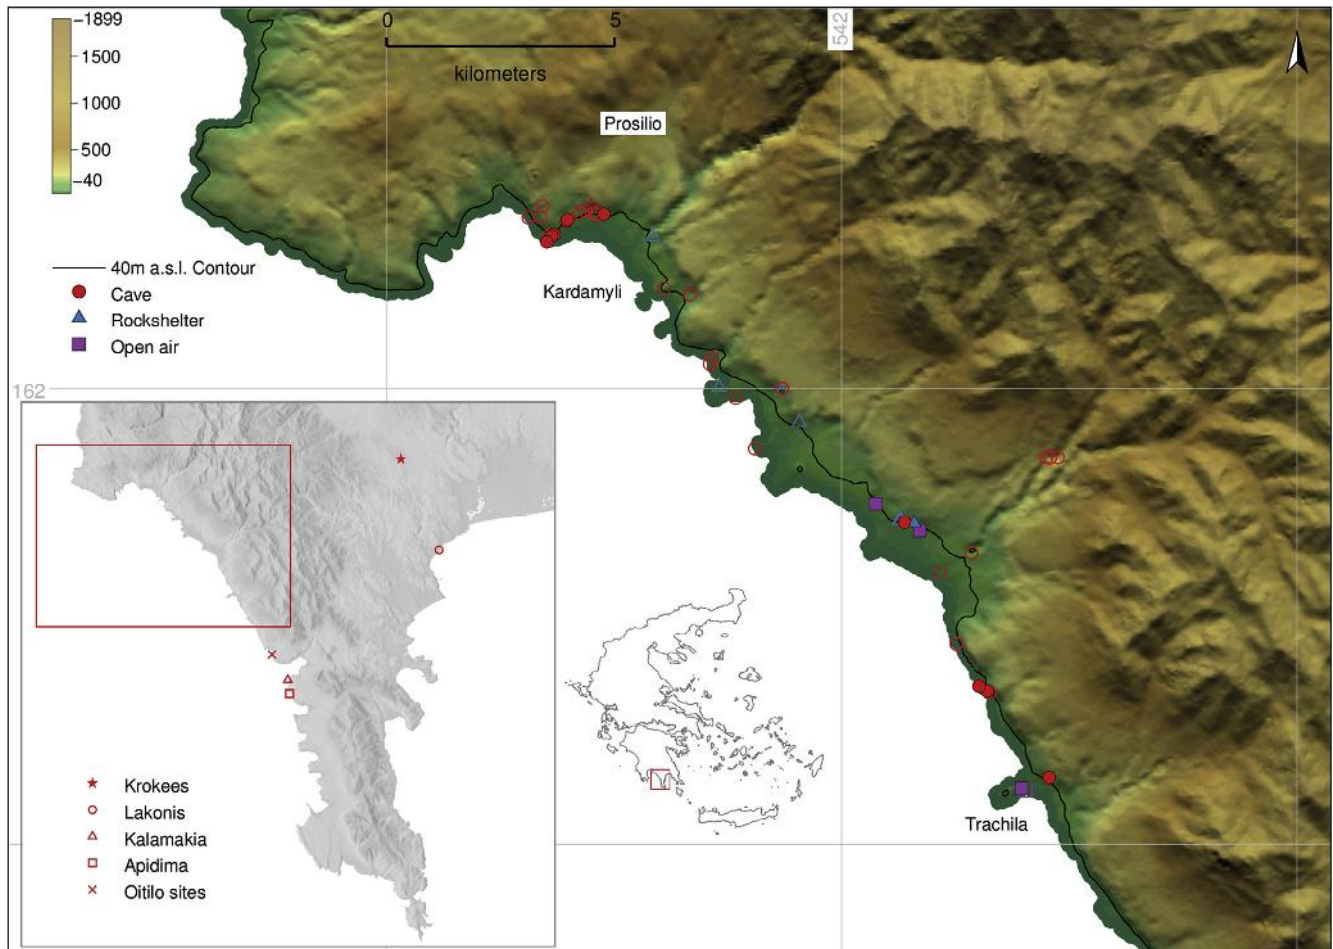 1899
1500
1000
500
40
0 5
kilometers
542
Prosilio
40m a.s.l. Contour
Cave
Rockshelter
Open air
Kardamyli
162
Krokees
Lakonis
Kalamakia
Apidima
Oitilo sites
Trachila